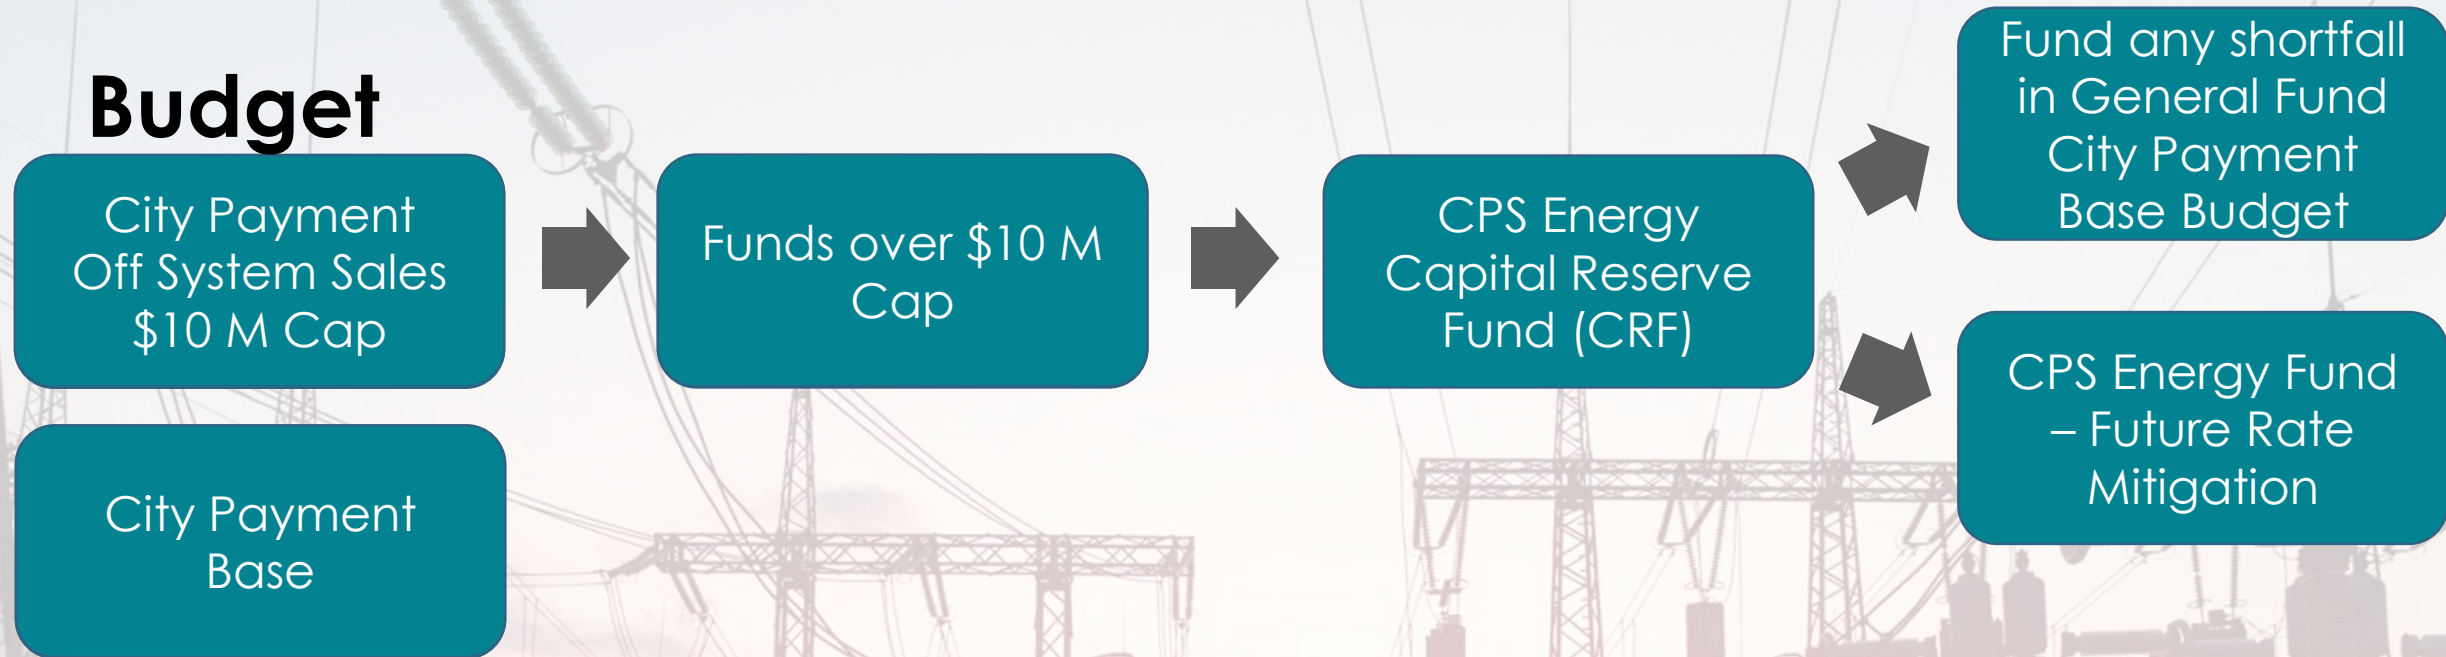 Budget
City Payment
Off System Sales
$10 M Cap
City Payment
Base
Funds over $10 M
Cap
CPS Energy
Capital Reserve
Fund (CRF)
Fund any shortfall
in General Fund
City Payment
Base Budget
CPS Energy Fund
– Future Rate
Mitigation